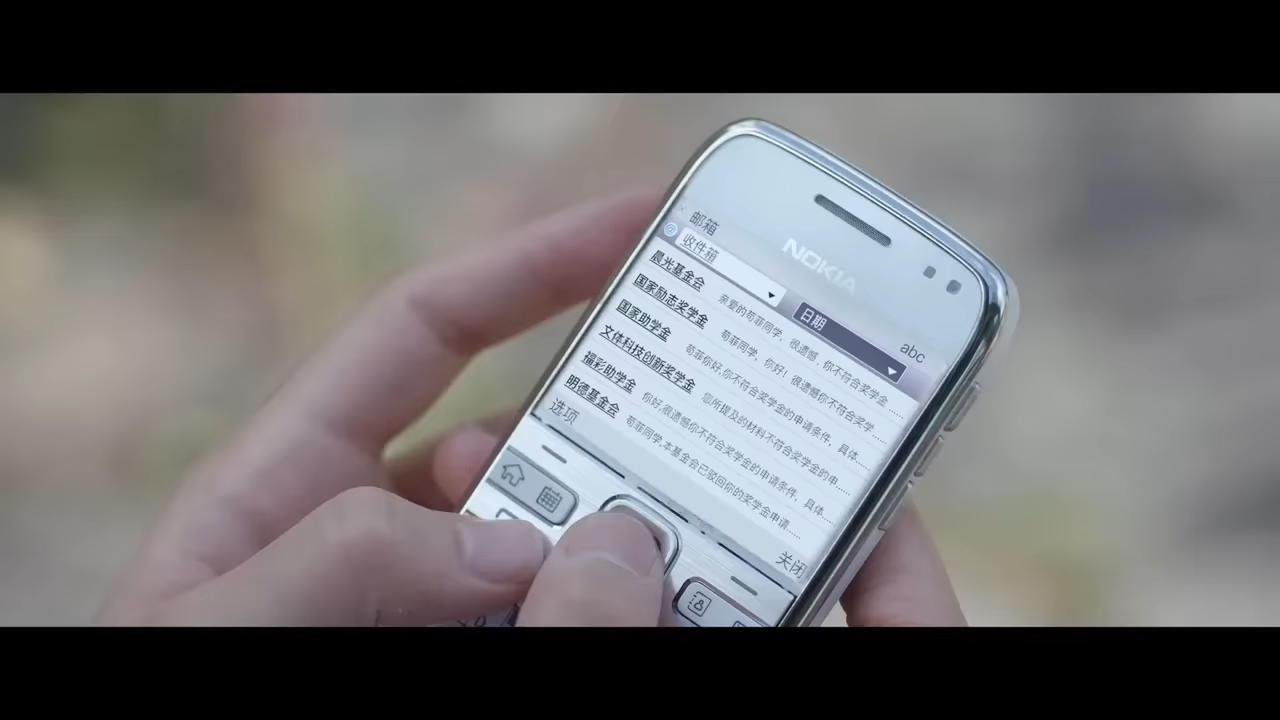 NOKIA
邮箱
abc
收件箱
日期
晨光基金会 亲爱的苟菲同学，很遗憾，你不符合奖学金......
国家励志奖学金 苟菲同学，你好！很遗憾你不符合奖学......
国家助学金 苟菲你好,你不符合奖学金的申请条件，具体......
文体科技创新奖学金 您所提及的材料不符合奖学金的申......
福彩助学金 你好,很遗憾你不符合奖学金的申请条件，具体......
明德基金会 苟菲同学,本基金会已驳回你的奖学金申请......
选项
关闭